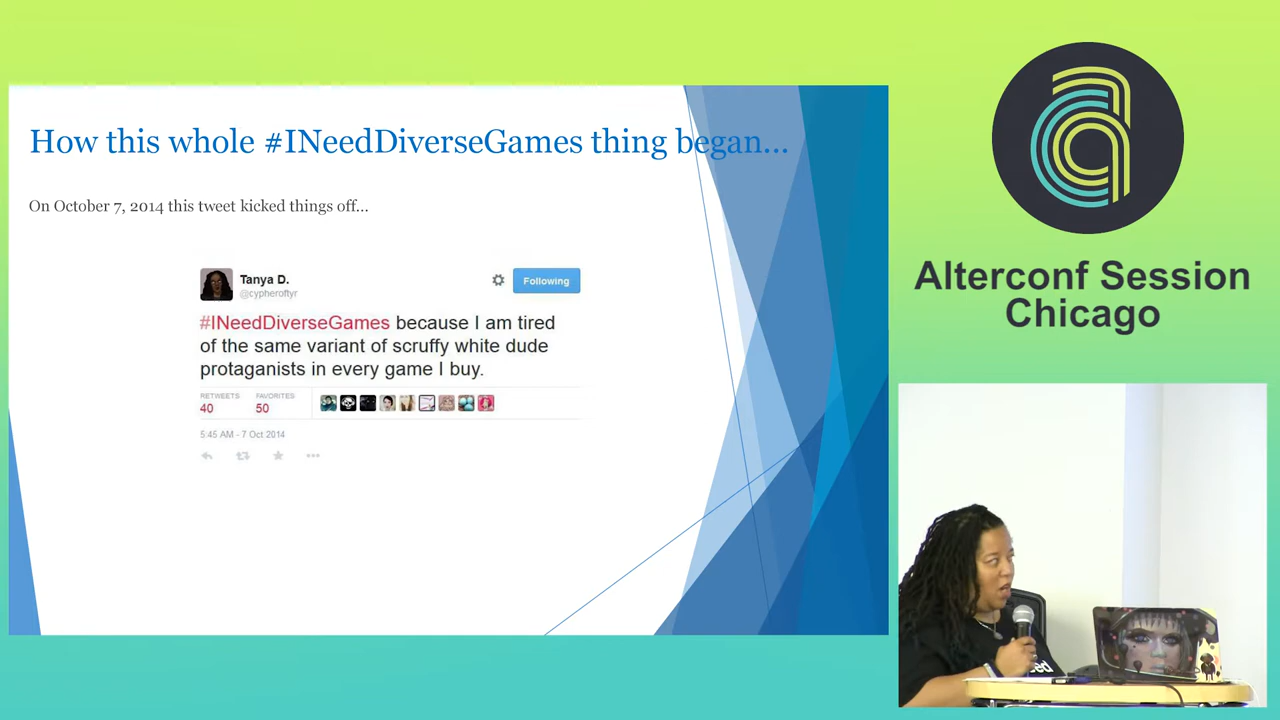 How this whole #INeedDiverseGames thing began...
On October 7, 2014 this tweet kicked things off...
Tanya D.
@cypheroftyr
Following
#INeedDiverseGames because I am tired
of the same variant of scruffy white dude
protaganists in every game I buy.
RETWEETS
FAVORITES
40
50
5:45 AM - 7 Oct 2014
Alterconf Session
Chicago